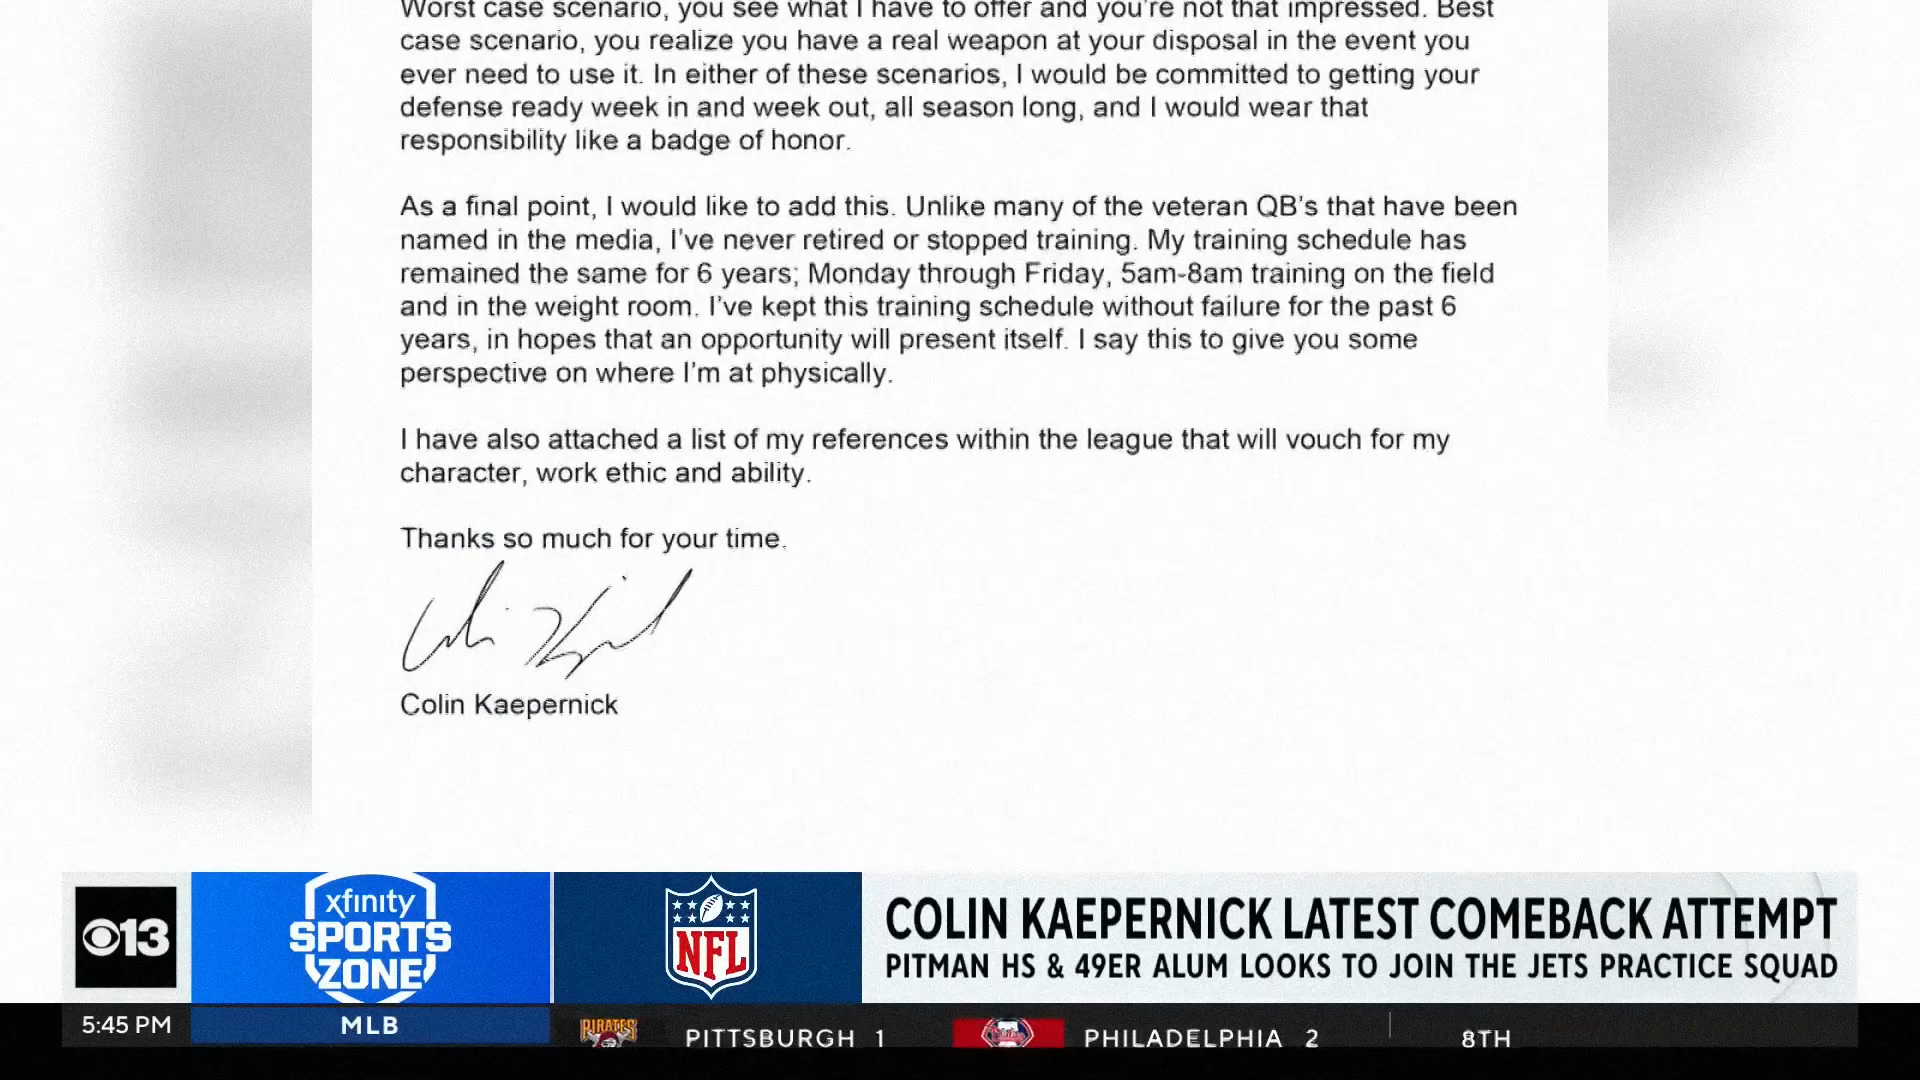 Worst case scenario, you see what I have to offer and you're not that impressed. Best
case scenario, you realize you have a real weapon at your disposal in the event you
ever need to use it. In either of these scenarios, I would be committed to getting your
defense ready week in and week out, all season long, and I would wear that
responsibility like a badge of honor.
As a final point, I would like to add this. Unlike many of the veteran QB's that have been
named in the media, I've never retired or stopped training. My training schedule has
remained the same for 6 years; Monday through Friday, 5am-8am training on the field
and in the weight room. I've kept this training schedule without failure for the past 6
years, in hopes that an opportunity will present itself. I say this to give you some
perspective on where I'm at physically.
I have also attached a list of my references within the league that will vouch for my
character, work ethic and ability.
Thanks so much for your time.
Colin Kaepernick
13
xfinity
SPORTS
ZONE
NFL
COLIN KAEPERNICK LATEST COMEBACK ATTEMPT
PITMAN HS & 49ER ALUM LOOKS TO JOIN THE JETS PRACTICE SQUAD
5:45 PM
MLB
PIRATES
PITTSBURGH 1
PHILADELPHIA 2
8TH